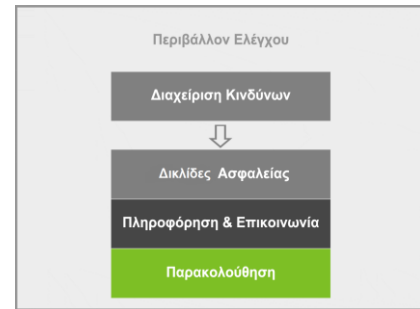 Περιβάλλον Ελέγχου
Διαχείριση Κινδύνων
Δικλίδες Ασφαλείας
Πληροφόρηση & Επικοινωνία
Παρακολούθηση